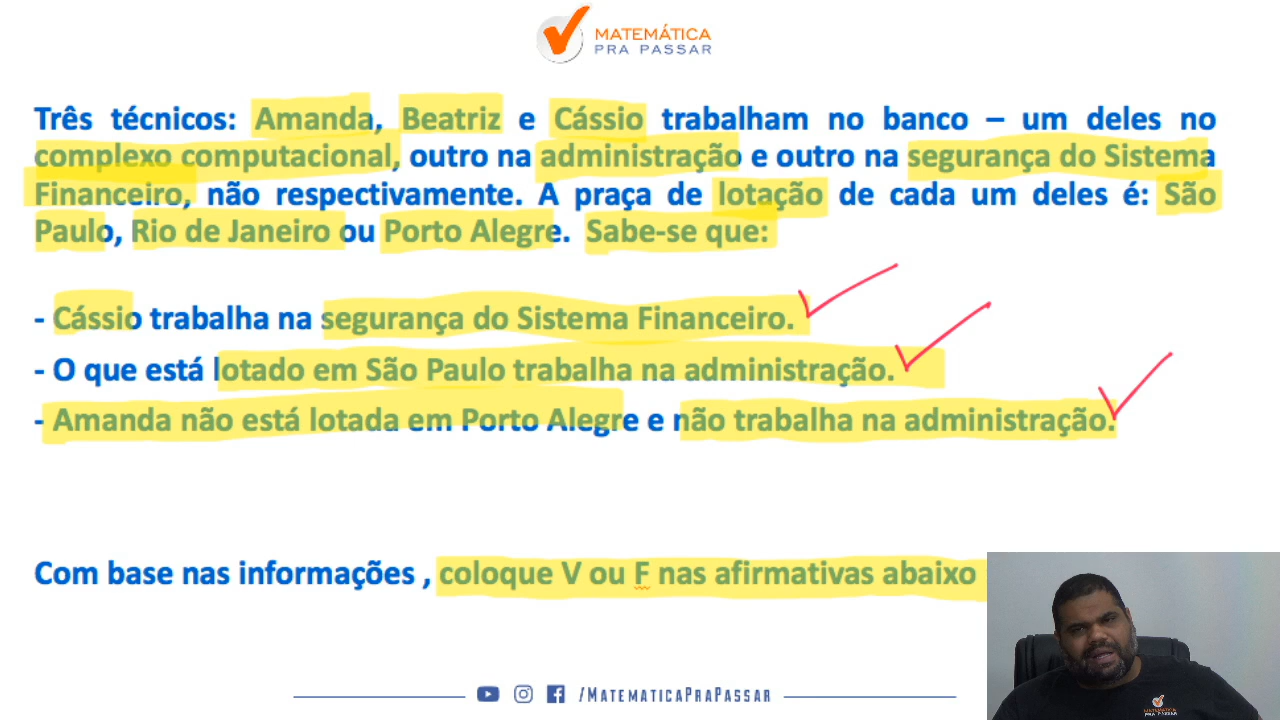 MATEMÁTICA
PRA PASSAR
Três técnicos: Amanda, Beatriz e Cássio trabalham no banco – um deles no
complexo computacional, outro na administração e outro na segurança do Sistema
Financeiro, não respectivamente. A praça de lotação de cada um deles é: São
Paulo, Rio de Janeiro ou Porto Alegre. Sabe-se que:
- Cássio trabalha na segurança do Sistema Financeiro.
- O que está lotado em São Paulo trabalha na administração.
- Amanda não está lotada em Porto Alegre e não trabalha na administração.
Com base nas informações , coloque V ou F nas afirmativas abaixo
/MATEMATICAPRAPASSAR
MATEMÁTICA
PRA PASSAR